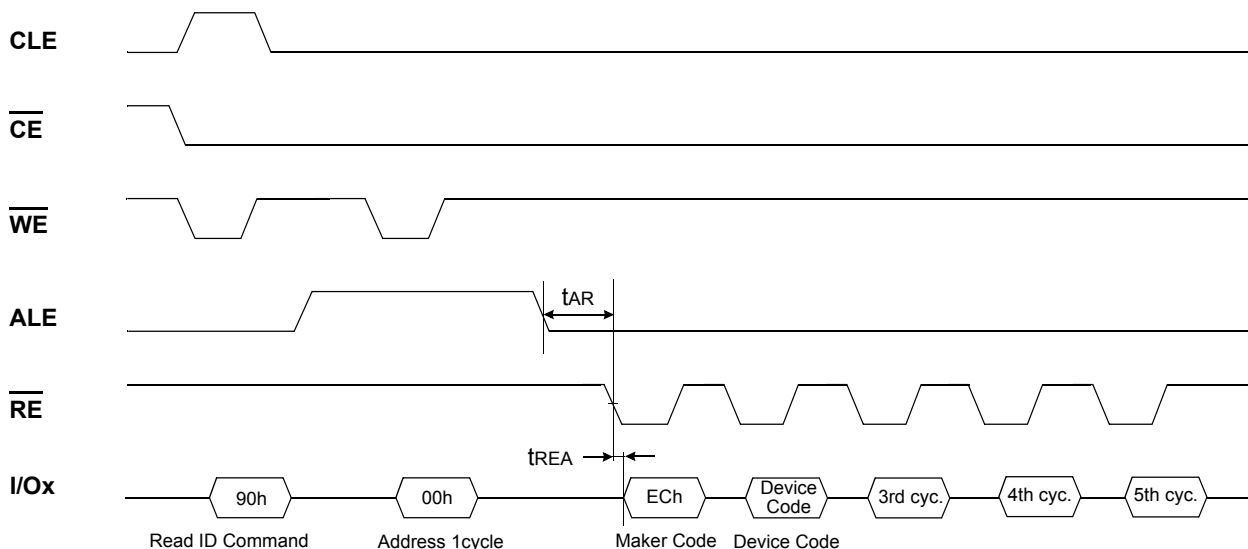 CLE
CE
WE
ALE
tAR
RE
tREA
I/Ox
90h
00h
ECh
Device
Code
3rd cyc.
4th cyc.
5th cyc.
Read ID Command
Address 1cycle
Maker Code
Device Code